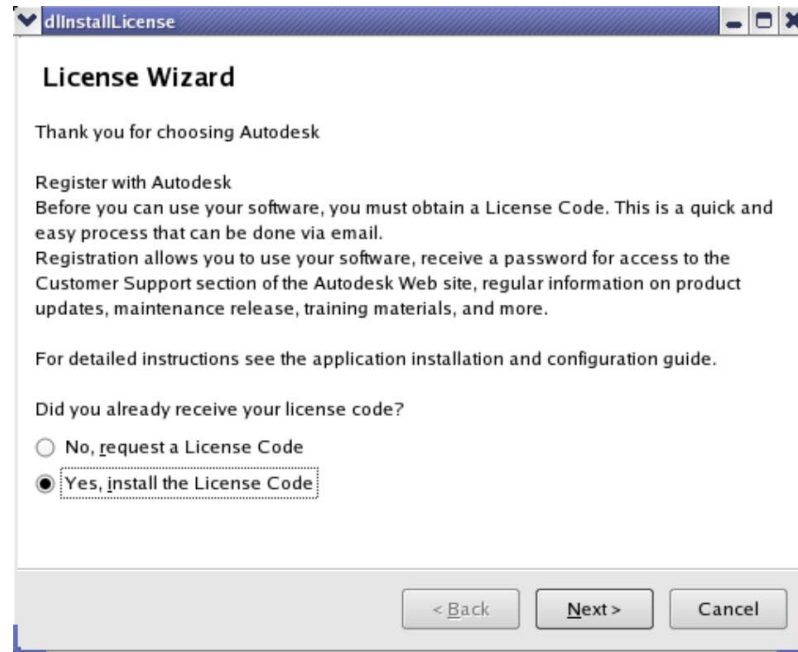 dlInstallLicense
License Wizard
Thank you for choosing Autodesk
Register with Autodesk
Before you can use your software, you must obtain a License Code. This is a quick and
easy process that can be done via email.
Registration allows you to use your software, receive a password for access to the
Customer Support section of the Autodesk Web site, regular information on product
updates, maintenance release, training materials, and more.
For detailed instructions see the application installation and configuration guide.
Did you already receive your license code?
No, request a License Code
Yes, install the License Code
< Back Next > Cancel